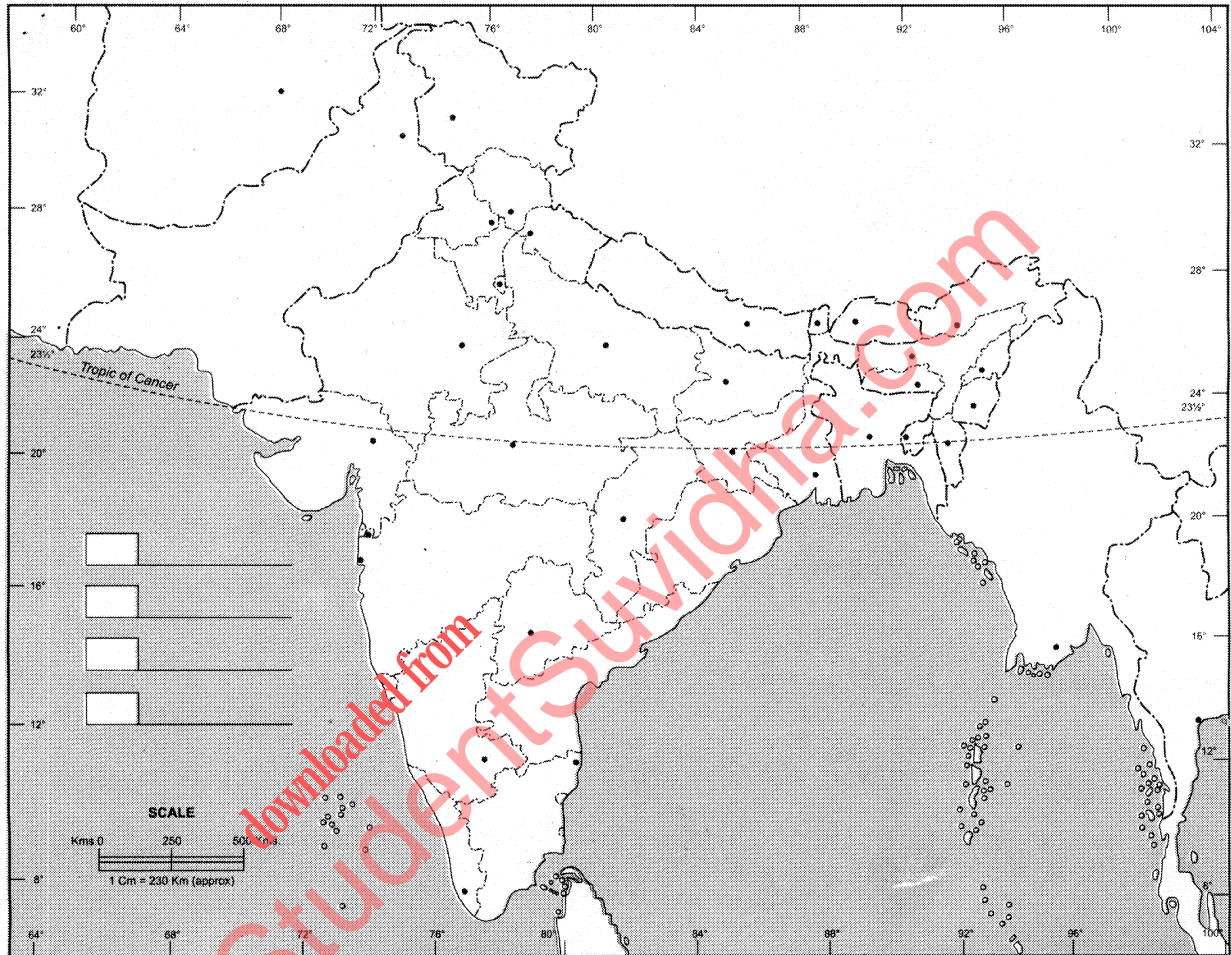 60° 64° 68° 72° 76° 80° 84° 88° 92° 96° 100° 104°
32°
32°
28°
28°
24°
23½°
Tropic of Cancer
24°
23½°
20°
20°
16°
16°
12°
12°
SCALE
Kms 0 250 500 Kms.
1 Cm = 230 Km (approx)
8°
8°
64° 68° 72° 76° 80° 84° 88° 92° 96° 100°
downloaded from
StudentSuvidha.com